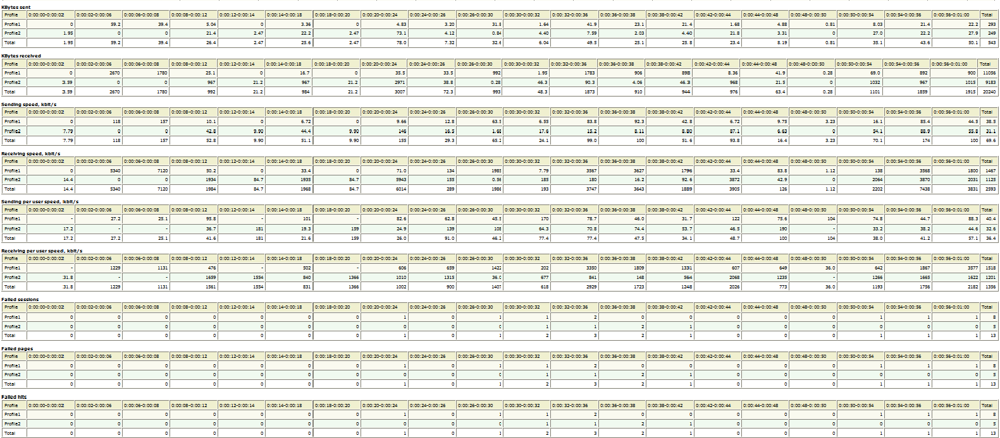 KBytes sent
Profile 0:00:00-0:00:02 0:00:02-0:00:06 0:00:06-0:00:08 0:00:08-0:00:12 0:00:12-0:00:14 0:00:14-0:00:18 0:00:18-0:00:20 0:00:20-0:00:24 0:00:24-0:00:26 0:00:26-0:00:30 0:00:30-0:00:32 0:00:32-0:00:36 0:00:36-0:00:38 0:00:38-0:00:42 0:00:42-0:00:44 0:00:44-0:00:48 0:00:48-0:00:50 0:00:50-0:00:54 0:00:54-0:00:56 0:00:56-0:01:00 Total
Profile1 0 59.2 39.4 5.04 0 3.36 0 4.83 3.20 31.8 1.64 41.9 23.1 21.4 1.68 4.88 0.81 8.03 21.4 22.2 293
Profile2 1.95 0 0 21.4 2.47 22.2 2.47 73.1 4.12 0.84 4.40 7.59 2.03 4.40 21.8 3.31 0 27.0 22.2 27.9 249
Total 1.95 59.2 39.4 26.4 2.47 25.6 2.47 78.0 7.32 32.6 6.04 49.5 25.1 25.8 23.4 8.19 0.81 35.1 43.6 50.1 543
KBytes received
Profile 0:00:00-0:00:02 0:00:02-0:00:06 0:00:06-0:00:08 0:00:08-0:00:12 0:00:12-0:00:14 0:00:14-0:00:18 0:00:18-0:00:20 0:00:20-0:00:24 0:00:24-0:00:26 0:00:26-0:00:30 0:00:30-0:00:32 0:00:32-0:00:36 0:00:36-0:00:38 0:00:38-0:00:42 0:00:42-0:00:44 0:00:44-0:00:48 0:00:48-0:00:50 0:00:50-0:00:54 0:00:54-0:00:56 0:00:56-0:01:00 Total
Profile1 0 2670 1780 25.1 0 16.7 0 35.5 33.5 992 1.95 1783 906 898 8.36 41.9 0.28 69.0 892 900 11056
Profile2 3.59 0 0 967 21.2 967 21.2 2971 38.8 0.28 46.3 90.3 4.06 46.3 968 21.5 0 1032 967 1015 9183
Total 3.59 2670 1780 992 21.2 984 21.2 3007 72.3 993 48.3 1873 910 944 976 63.4 0.28 1101 1859 1915 20240
Sending speed, kbit/s
Profile 0:00:00-0:00:02 0:00:02-0:00:06 0:00:06-0:00:08 0:00:08-0:00:12 0:00:12-0:00:14 0:00:14-0:00:18 0:00:18-0:00:20 0:00:20-0:00:24 0:00:24-0:00:26 0:00:26-0:00:30 0:00:30-0:00:32 0:00:32-0:00:36 0:00:36-0:00:38 0:00:38-0:00:42 0:00:42-0:00:44 0:00:44-0:00:48 0:00:48-0:00:50 0:00:50-0:00:54 0:00:54-0:00:56 0:00:56-0:01:00 Total
Profile1 0 118 157 10.1 0 6.72 0 9.66 12.8 63.5 6.55 83.8 92.3 42.8 6.72 9.75 3.23 16.1 85.4 44.5 38.5
Profile2 7.79 0 0 42.8 9.90 44.4 9.90 146 16.5 1.68 17.6 15.2 8.11 8.80 87.1 6.63 0 54.1 88.9 55.8 31.1
Total 7.79 118 157 52.8 9.90 51.1 9.90 155 29.3 65.2 24.1 99.0 100 51.6 93.8 16.4 3.23 70.1 174 100 69.6
Receiving speed, kbit/s
Profile 0:00:00-0:00:02 0:00:02-0:00:06 0:00:06-0:00:08 0:00:08-0:00:12 0:00:12-0:00:14 0:00:14-0:00:18 0:00:18-0:00:20 0:00:20-0:00:24 0:00:24-0:00:26 0:00:26-0:00:30 0:00:30-0:00:32 0:00:32-0:00:36 0:00:36-0:00:38 0:00:38-0:00:42 0:00:42-0:00:44 0:00:44-0:00:48 0:00:48-0:00:50 0:00:50-0:00:54 0:00:54-0:00:56 0:00:56-0:01:00 Total
Profile1 0 5340 7120 50.2 0 33.4 0 71.0 134 1985 7.79 3567 3627 1796 33.4 83.8 1.12 138 3568 1800 1467
Profile2 14.4 0 0 1934 84.7 1935 84.7 5943 155 0.56 185 180 16.2 92.6 3872 42.9 0 2064 3870 2031 1125
Total 14.4 5340 7120 1984 84.7 1968 84.7 6014 289 1986 193 3747 3643 1889 3905 126 1.12 2202 7438 3831 2593
Sending per user speed, kbit/s
Profile 0:00:00-0:00:02 0:00:02-0:00:06 0:00:06-0:00:08 0:00:08-0:00:12 0:00:12-0:00:14 0:00:14-0:00:18 0:00:18-0:00:20 0:00:20-0:00:24 0:00:24-0:00:26 0:00:26-0:00:30 0:00:30-0:00:32 0:00:32-0:00:36 0:00:36-0:00:38 0:00:38-0:00:42 0:00:42-0:00:44 0:00:44-0:00:48 0:00:48-0:00:50 0:00:50-0:00:54 0:00:54-0:00:56 0:00:56-0:01:00 Total
Profile1 - 27.2 25.1 95.8 - 101 - 82.6 62.8 45.5 170 78.7 46.0 31.7 122 75.6 104 74.8 44.7 88.3 40.4
Profile2 17.2 - - 36.7 181 19.3 159 24.9 139 108 64.3 70.8 74.4 53.7 46.5 190 - 33.2 38.2 44.6 32.6
Total 17.2 27.2 25.1 41.6 181 21.6 159 26.0 91.0 46.2 77.4 77.4 47.5 34.1 48.7 100 104 38.0 41.2 57.1 36.4
Receiving per user speed, kbit/s
Profile 0:00:00-0:00:02 0:00:02-0:00:06 0:00:06-0:00:08 0:00:08-0:00:12 0:00:12-0:00:14 0:00:14-0:00:18 0:00:18-0:00:20 0:00:20-0:00:24 0:00:24-0:00:26 0:00:26-0:00:30 0:00:30-0:00:32 0:00:32-0:00:36 0:00:36-0:00:38 0:00:38-0:00:42 0:00:42-0:00:44 0:00:44-0:00:48 0:00:48-0:00:50 0:00:50-0:00:54 0:00:54-0:00:56 0:00:56-0:01:00 Total
Profile1 - 1229 1131 476 - 502 - 606 659 1422 202 3350 1809 1331 607 649 36.0 642 1867 3577 1518
Profile2 31.8 - - 1659 1554 840 1366 1010 1315 36.0 677 841 148 564 2068 1235 - 1266 1665 1622 1201
Total 31.8 1229 1131 1561 1554 831 1366 1002 900 1407 618 2929 1723 1248 2026 773 36.0 1193 1756 2182 1356
Failed sessions
Profile 0:00:00-0:00:02 0:00:02-0:00:06 0:00:06-0:00:08 0:00:08-0:00:12 0:00:12-0:00:14 0:00:14-0:00:18 0:00:18-0:00:20 0:00:20-0:00:24 0:00:24-0:00:26 0:00:26-0:00:30 0:00:30-0:00:32 0:00:32-0:00:36 0:00:36-0:00:38 0:00:38-0:00:42 0:00:42-0:00:44 0:00:44-0:00:48 0:00:48-0:00:50 0:00:50-0:00:54 0:00:54-0:00:56 0:00:56-0:01:00 Total
Profile1 0 0 0 0 0 0 0 1 0 1 1 2 0 0 0 0 0 1 1 1 8
Profile2 0 0 0 0 0 0 0 0 0 0 1 1 2 1 0 0 0 0 0 0 5
Total 0 0 0 0 0 0 0 1 0 1 2 3 2 1 0 0 0 1 1 1 13
Failed pages
Profile 0:00:00-0:00:02 0:00:02-0:00:06 0:00:06-0:00:08 0:00:08-0:00:12 0:00:12-0:00:14 0:00:14-0:00:18 0:00:18-0:00:20 0:00:20-0:00:24 0:00:24-0:00:26 0:00:26-0:00:30 0:00:30-0:00:32 0:00:32-0:00:36 0:00:36-0:00:38 0:00:38-0:00:42 0:00:42-0:00:44 0:00:44-0:00:48 0:00:48-0:00:50 0:00:50-0:00:54 0:00:54-0:00:56 0:00:56-0:01:00 Total
Profile1 0 0 0 0 0 0 0 1 0 1 1 2 0 0 0 0 0 1 1 1 8
Profile2 0 0 0 0 0 0 0 0 0 0 1 1 2 1 0 0 0 0 0 0 5
Total 0 0 0 0 0 0 0 1 0 1 2 3 2 1 0 0 0 1 1 1 13
Failed hits
Profile 0:00:00-0:00:02 0:00:02-0:00:06 0:00:06-0:00:08 0:00:08-0:00:12 0:00:12-0:00:14 0:00:14-0:00:18 0:00:18-0:00:20 0:00:20-0:00:24 0:00:24-0:00:26 0:00:26-0:00:30 0:00:30-0:00:32 0:00:32-0:00:36 0:00:36-0:00:38 0:00:38-0:00:42 0:00:42-0:00:44 0:00:44-0:00:48 0:00:48-0:00:50 0:00:50-0:00:54 0:00:54-0:00:56 0:00:56-0:01:00 Total
Profile1 0 0 0 0 0 0 0 1 0 1 1 2 0 0 0 0 0 1 1 1 8
Profile2 0 0 0 0 0 0 0 0 0 0 1 1 2 1 0 0 0 0 0 0 5
Total 0 0 0 0 0 0 0 1 0 1 2 3 2 1 0 0 0 1 1 1 13